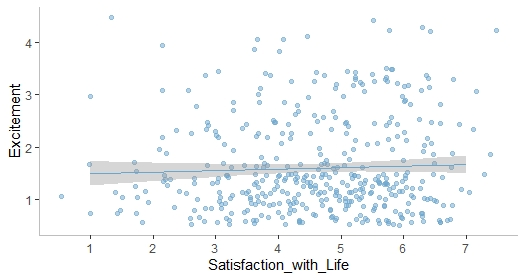 4
3
2
1
Excitement
1 2 3 4 5 6 7
Satisfaction_with_Life